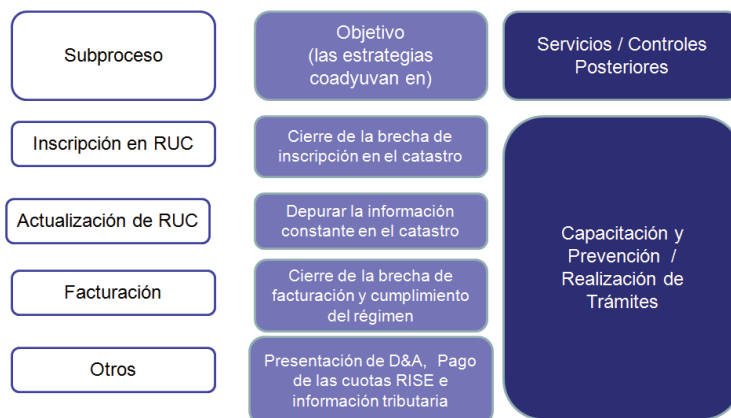 Subproceso
Objetivo
(las estrategias
coadyuvan en)
Servicios / Controles
Posteriores
Inscripción en RUC
Cierre de la brecha de
inscripción en el catastro
Actualización de RUC
Depurar la información
constante en el catastro
Facturación
Cierre de la brecha de
facturación y cumplimiento
del régimen
Otros
Presentación de D&A, Pago
de las cuotas RISE e
información tributaria
Capacitación y
Prevención /
Realización de
Trámites